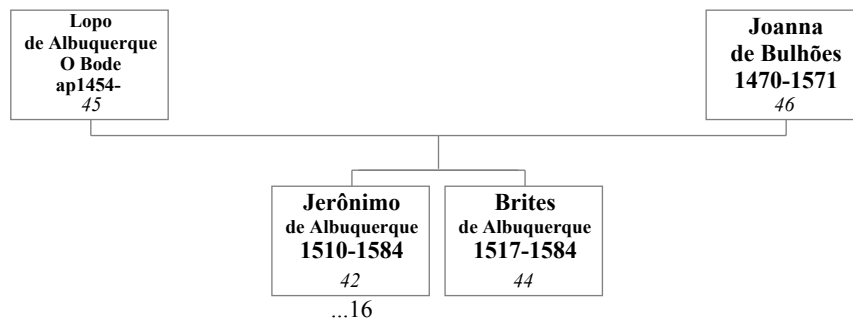 Lopo
de Albuquerque
O Bode
ap1454-
45
Joanna
de Bulhões
1470-1571
46
Jerônimo
de Albuquerque
1510-1584
42
...16
Brites
de Albuquerque
1517-1584
44